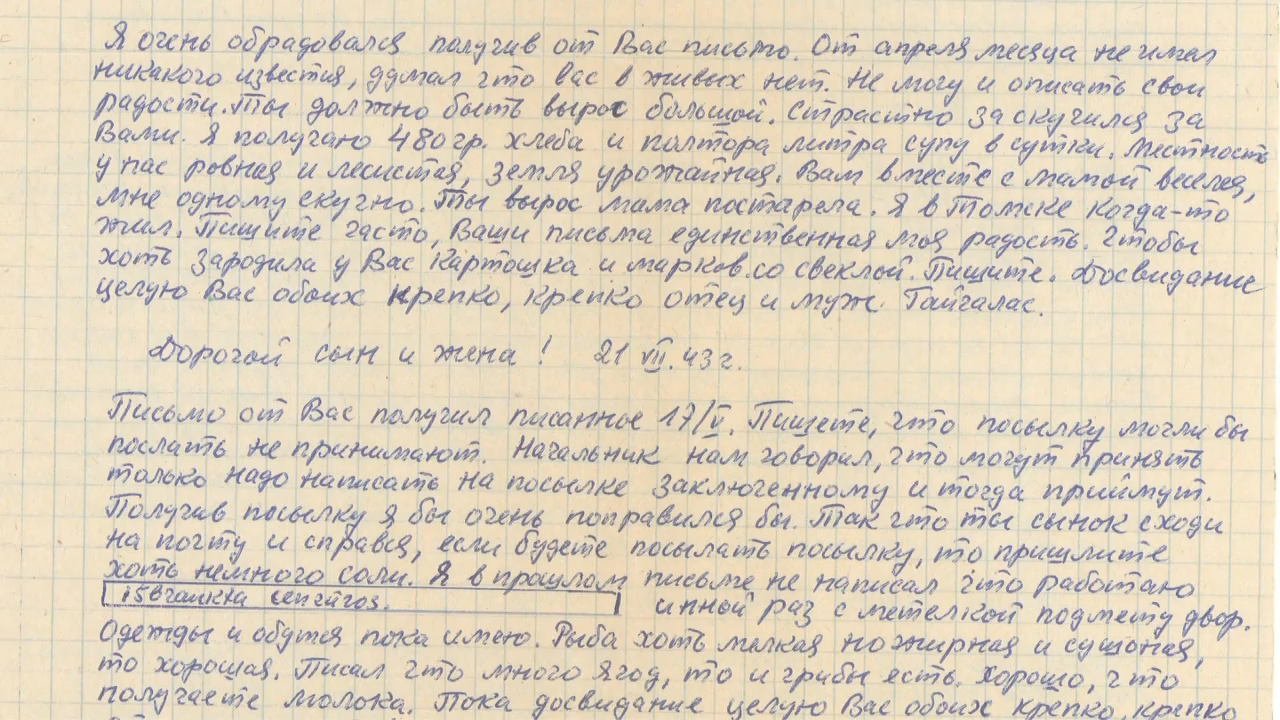 Я очень обрадовался получив от Вас письмо. От апреля месяца не имел
никакого известия, думал что вас в живых нет. Не могу и описать свои
радости. Ты должно быть вырос большой. Страстно заскучился за
Вами. Я получаю 480 гр. хлеба и полтора литра супу в сутки. Местность
у нас ровная и лесистая, земля урожайная. Вам вместе с мамой веселея,
мне одному скучно. Ты вырос мама постарела. Я в Томске когда-то
жил. Пишите часто, Ваши письма единственная моя радость. Чтобы
хоть зародила у Вас картошка и марков. со свеклой. Пишите. Досвидание
целую Вас обоих крепко, крепко отец и муж. Гайгалас.
Дорогой сын и жена! 21 VII. 43 г.
Письмо от Вас получил писанное 17/V. Пишете, что посылку могли бы
послать не принимают. Начальник нам говорил, что могут принять
только надо написать на посылке заключенному и тогда приймут.
Получив посылку я бы очень поправился бы. Так что ты сынок сходи
на почту и справся, если будете посылать посылку, то пришлите
хоть немного соли. Я в прошлам письме не написал что работаю
инной раз с метелкой подмету двор.
Одежды и обутся пока имею. Рыба хоть мелкая но жирная и сушоная,
то хорошая. Писал что много ягод, то и грибы есть. Хорошо, что
получаете молока. Пока досвидание целую Вас обоих крепко, крепко